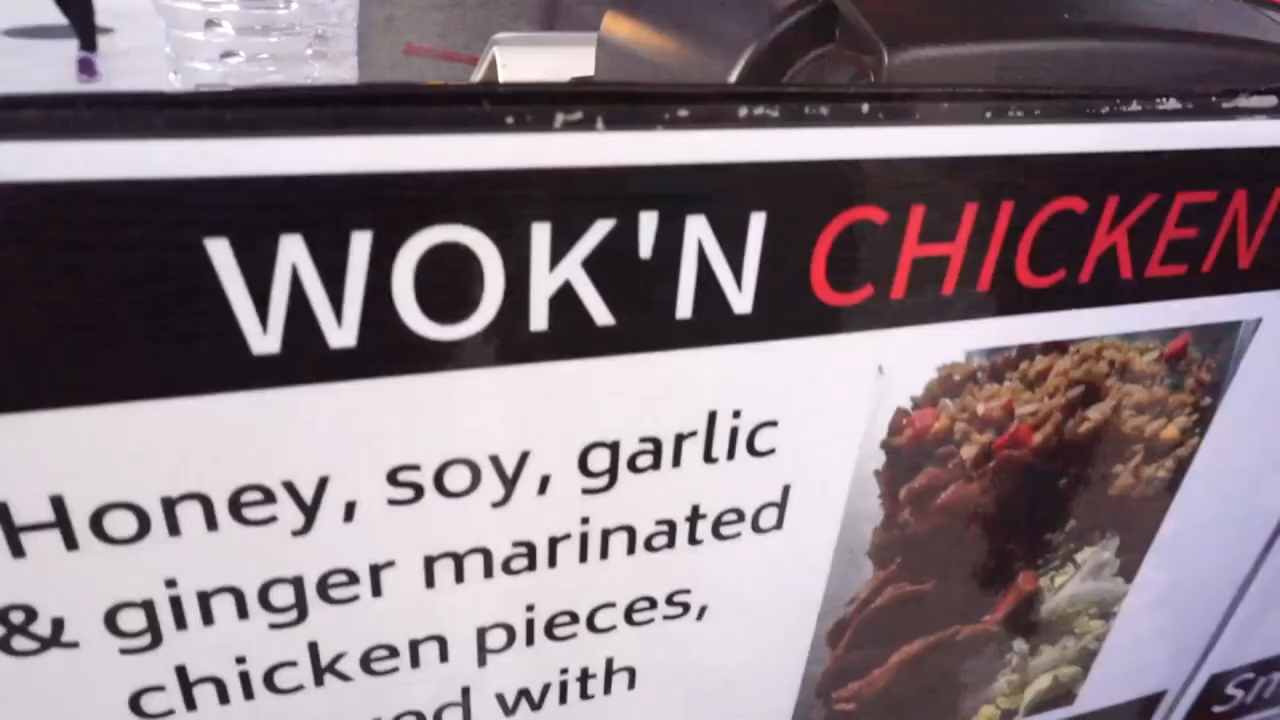 WOK'N CHICKEN
Honey, soy, garlic
& ginger marinated
chicken pieces,
with